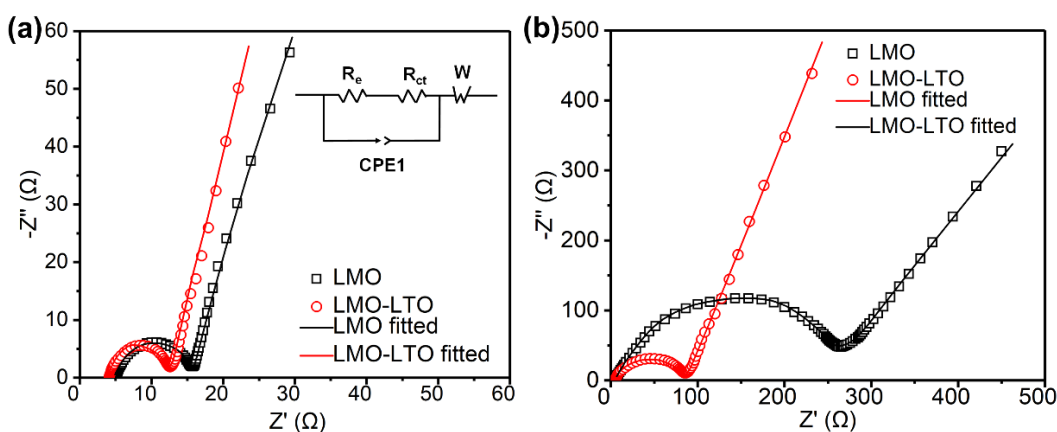 (a)
60
50
40
30
20
10
0
-Z'' (Ω)
0 10 20 30 40 50 60
Z' (Ω)
Re Rct W
CPE1
LMO
LMO-LTO
LMO fitted
LMO-LTO fitted
(b)
500
400
300
200
100
0
-Z'' (Ω)
0 100 200 300 400 500
Z' (Ω)
LMO
LMO-LTO
LMO fitted
LMO-LTO fitted